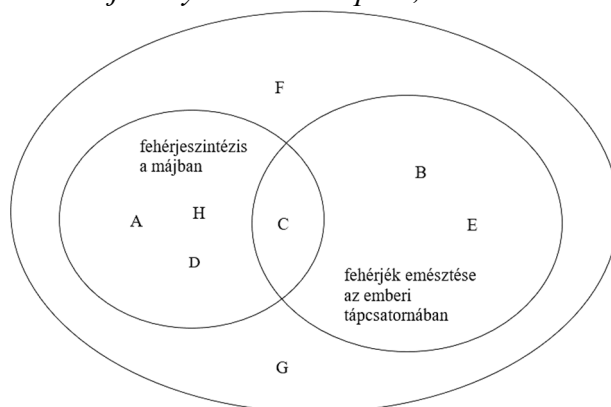 F
fehérjeszintézis
a májban
B
A
H
C
E
D
fehérjék emésztése
az emberi
tápcsatornában
G